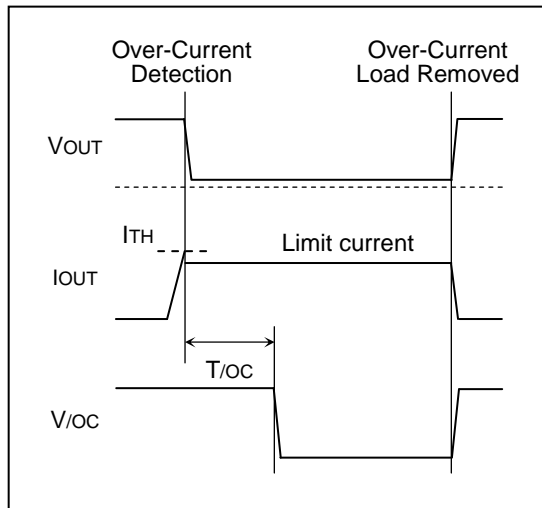 Over-Current
Detection
Over-Current
Load Removed
VOUT
ITH
Limit current
IOUT
T/OC
V/OC